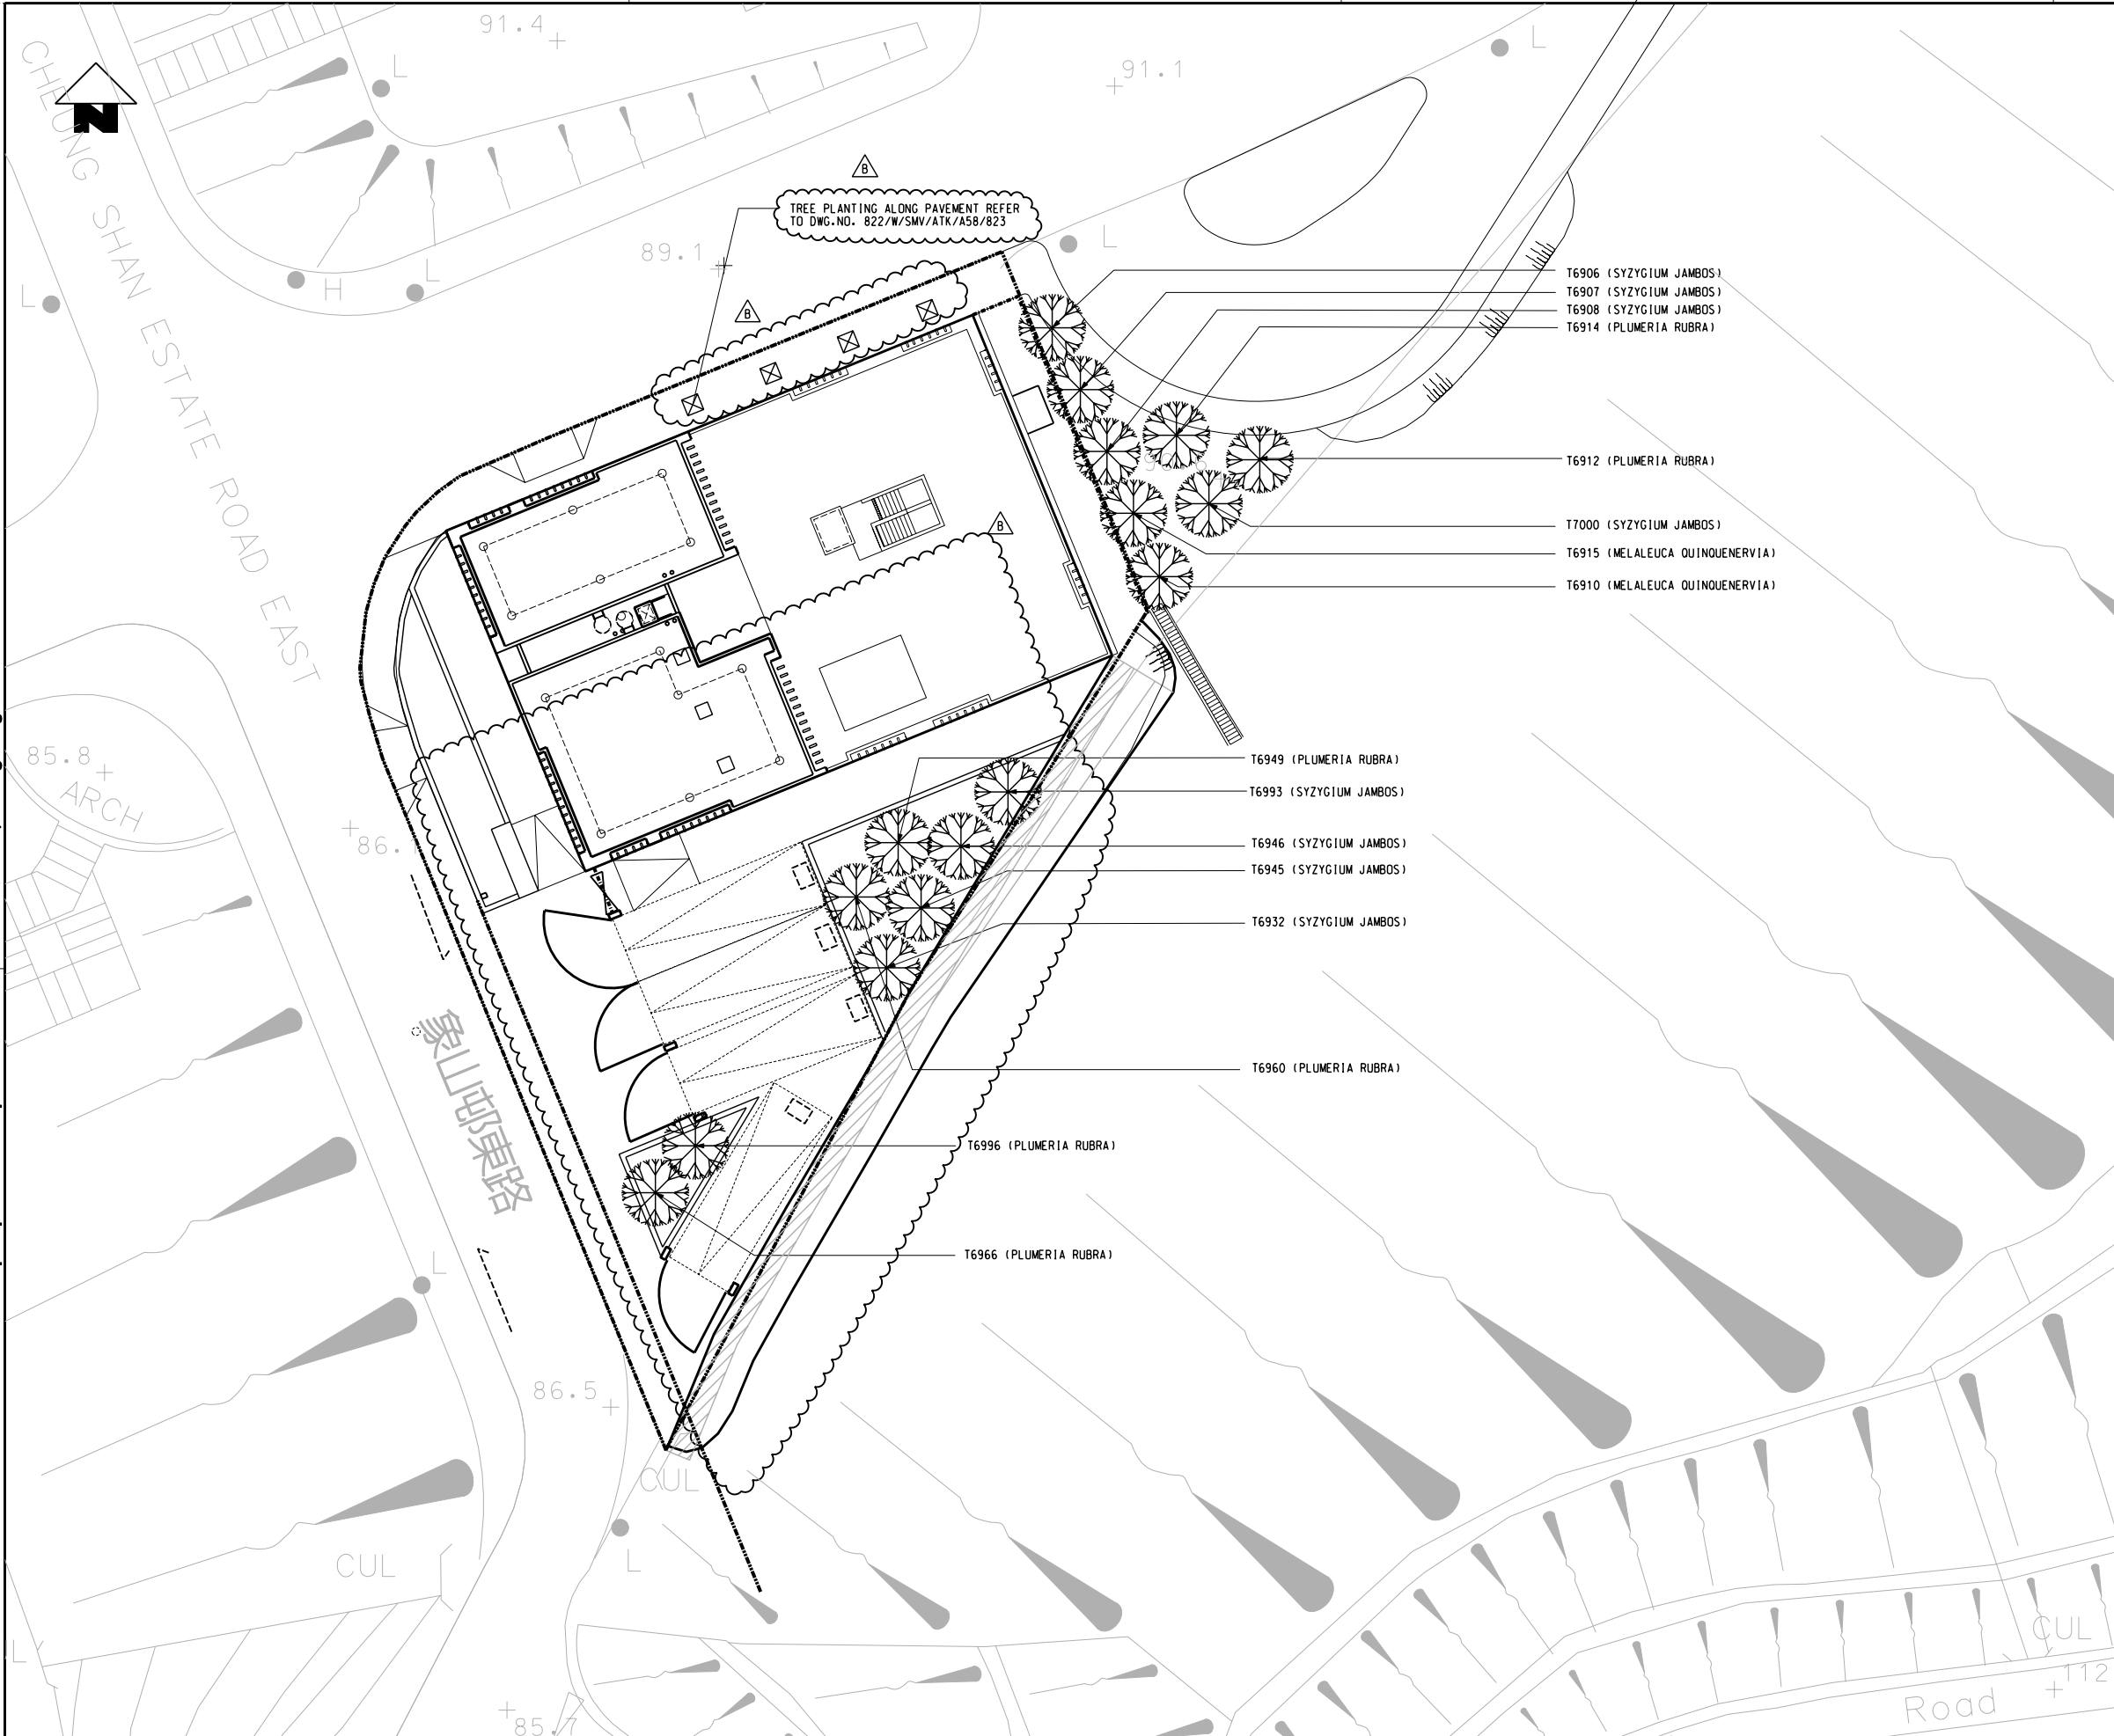 91.4
L
91.1
L
N
CHEUNG SHAN ESTATE ROAD EAST
B
TREE PLANTING ALONG PAVEMENT REFER
TO DWG.NO. 822/W/SMV/ATK/A58/823
89.1
L
L
H
L
B
T6906 (SYZYGIUM JAMBOS)
T6907 (SYZYGIUM JAMBOS)
T6908 (SYZYGIUM JAMBOS)
T6914 (PLUMERIA RUBRA)
T6912 (PLUMERIA RUBRA)
B
T7000 (SYZYGIUM JAMBOS)
T6915 (MELALEUCA QUINQUENERVIA)
T6910 (MELALEUCA QUINQUENERVIA)
85.8
ARCH
86.
T6949 (PLUMERIA RUBRA)
T6993 (SYZYGIUM JAMBOS)
T6946 (SYZYGIUM JAMBOS)
T6945 (SYZYGIUM JAMBOS)
T6932 (SYZYGIUM JAMBOS)
象山邨東路
T6960 (PLUMERIA RUBRA)
T6996 (PLUMERIA RUBRA)
T6966 (PLUMERIA RUBRA)
L
86.5
CUL
CUL
L
L
CUL
112
Road
85.7